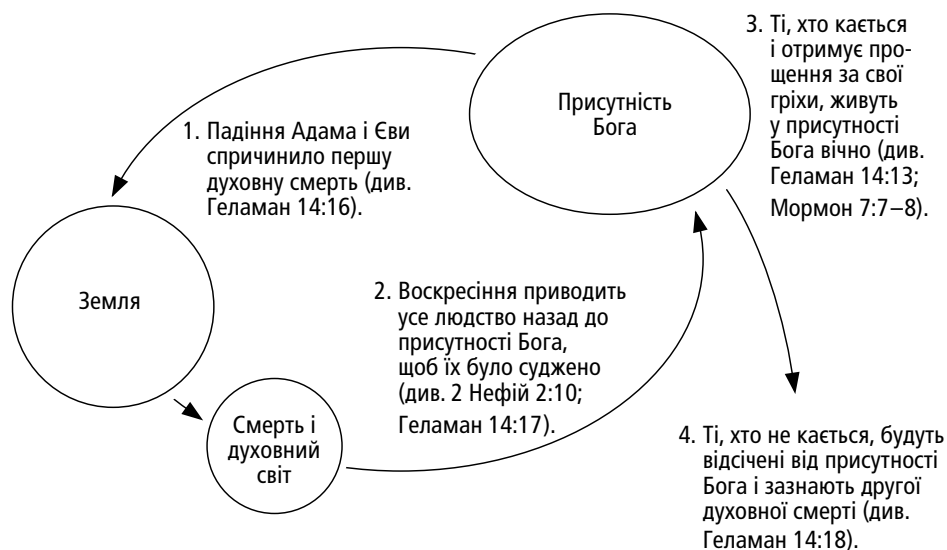 Присутність
Бога
1. Падіння Адама і Єви
спричинило першу
духовну смерть (див.
Геламан 14:16).
Земля
Смерть і
духовний
світ
2. Воскресіння приводить
усе людство назад до
присутності Бога,
щоб їх було суджено
(див. 2 Нефій 2:10;
Геламан 14:17).
3. Ті, хто кається
і отримує про-
щення за свої
гріхи, живуть
у присутності
Бога вічно (див.
Геламан 14:13;
Мормон 7:7–8).
4. Ті, хто не кається, будуть
відсічені від присутності
Бога і зазнають другої
духовної смерті (див.
Геламан 14:18).